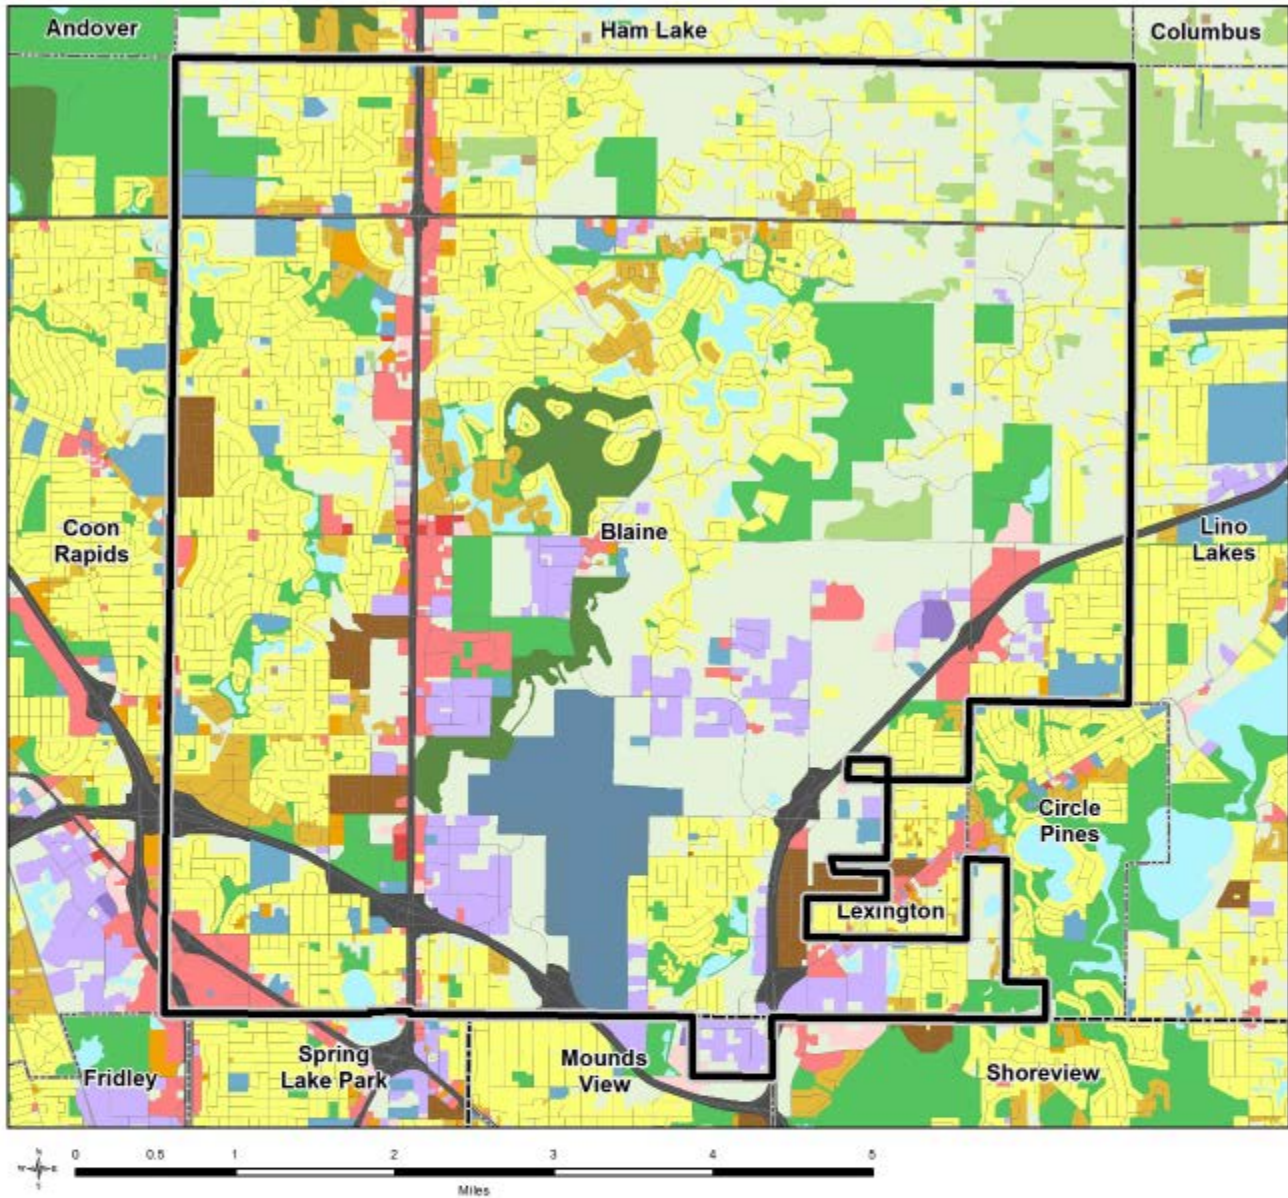 Andover
Ham Lake
Columbus
Coon
Rapids
Blaine
Lino
Lakes
Circle
Pines
Lexington
Fridley
Spring
Lake Park
Mounds
View
Shoreview
N
W
E
S
0
0.5
1
2
3
4
5
Miles